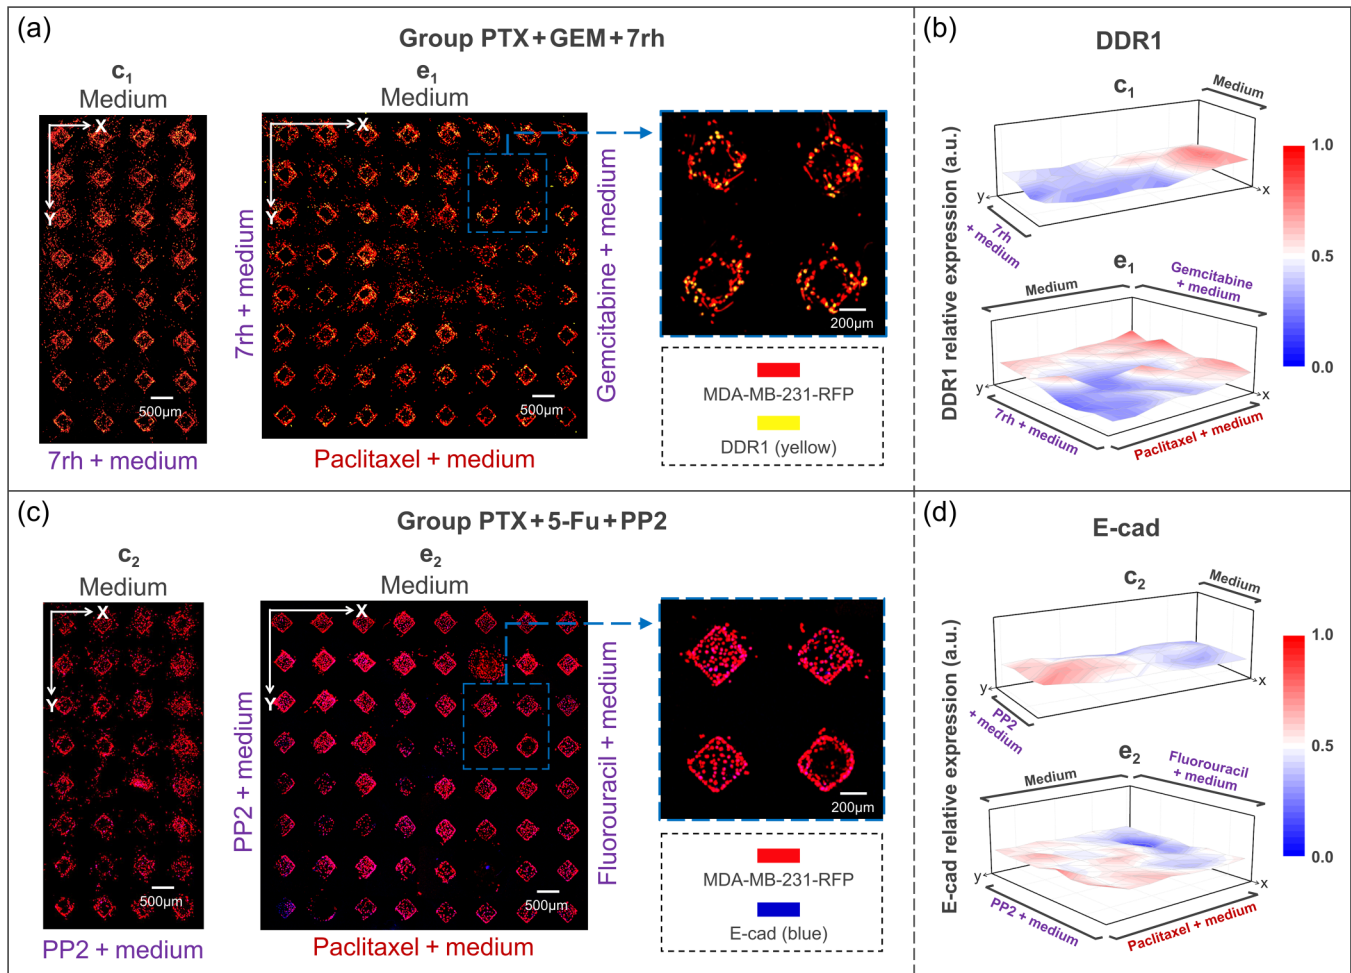 (a)
Group PTX+GEM+7rh
c1
Medium
X
Y
500μm
7rh + medium
e1
Medium
X
Y
7rh + medium
Gemcitabine + medium
500μm
Paclitaxel + medium
200μm
MDA-MB-231-RFP
DDR1 (yellow)
(b)
DDR1
DDR1 relative expression (a.u.)
c1
Medium
y
x
7rh
+ medium
e1
Medium
Gemcitabine
+ medium
y
x
7rh + medium
Paclitaxel + medium
1.0
0.5
0.0
(c)
Group PTX+5-Fu+PP2
c2
Medium
X
Y
500μm
PP2 + medium
e2
Medium
X
Y
PP2 + medium
Fluorouracil + medium
500μm
Paclitaxel + medium
200μm
MDA-MB-231-RFP
E-cad (blue)
(d)
E-cad
E-cad relative expression (a.u.)
c2
Medium
y
x
PP2
+ medium
e2
Medium
Fluorouracil
+ medium
y
x
PP2 + medium
Paclitaxel + medium
1.0
0.5
0.0